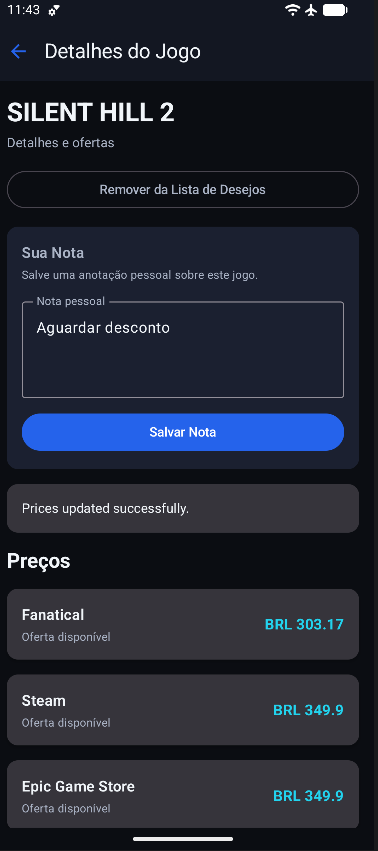 11:43
Detalhes do Jogo
SILENT HILL 2
Detalhes e ofertas
Remover da Lista de Desejos
Sua Nota
Salve uma anotação pessoal sobre este jogo.
Nota pessoal
Aguardar desconto
Salvar Nota
Prices updated successfully.
Preços
Fanatical
Oferta disponível
BRL 303.17
Steam
Oferta disponível
BRL 349.9
Epic Game Store
Oferta disponível
BRL 349.9